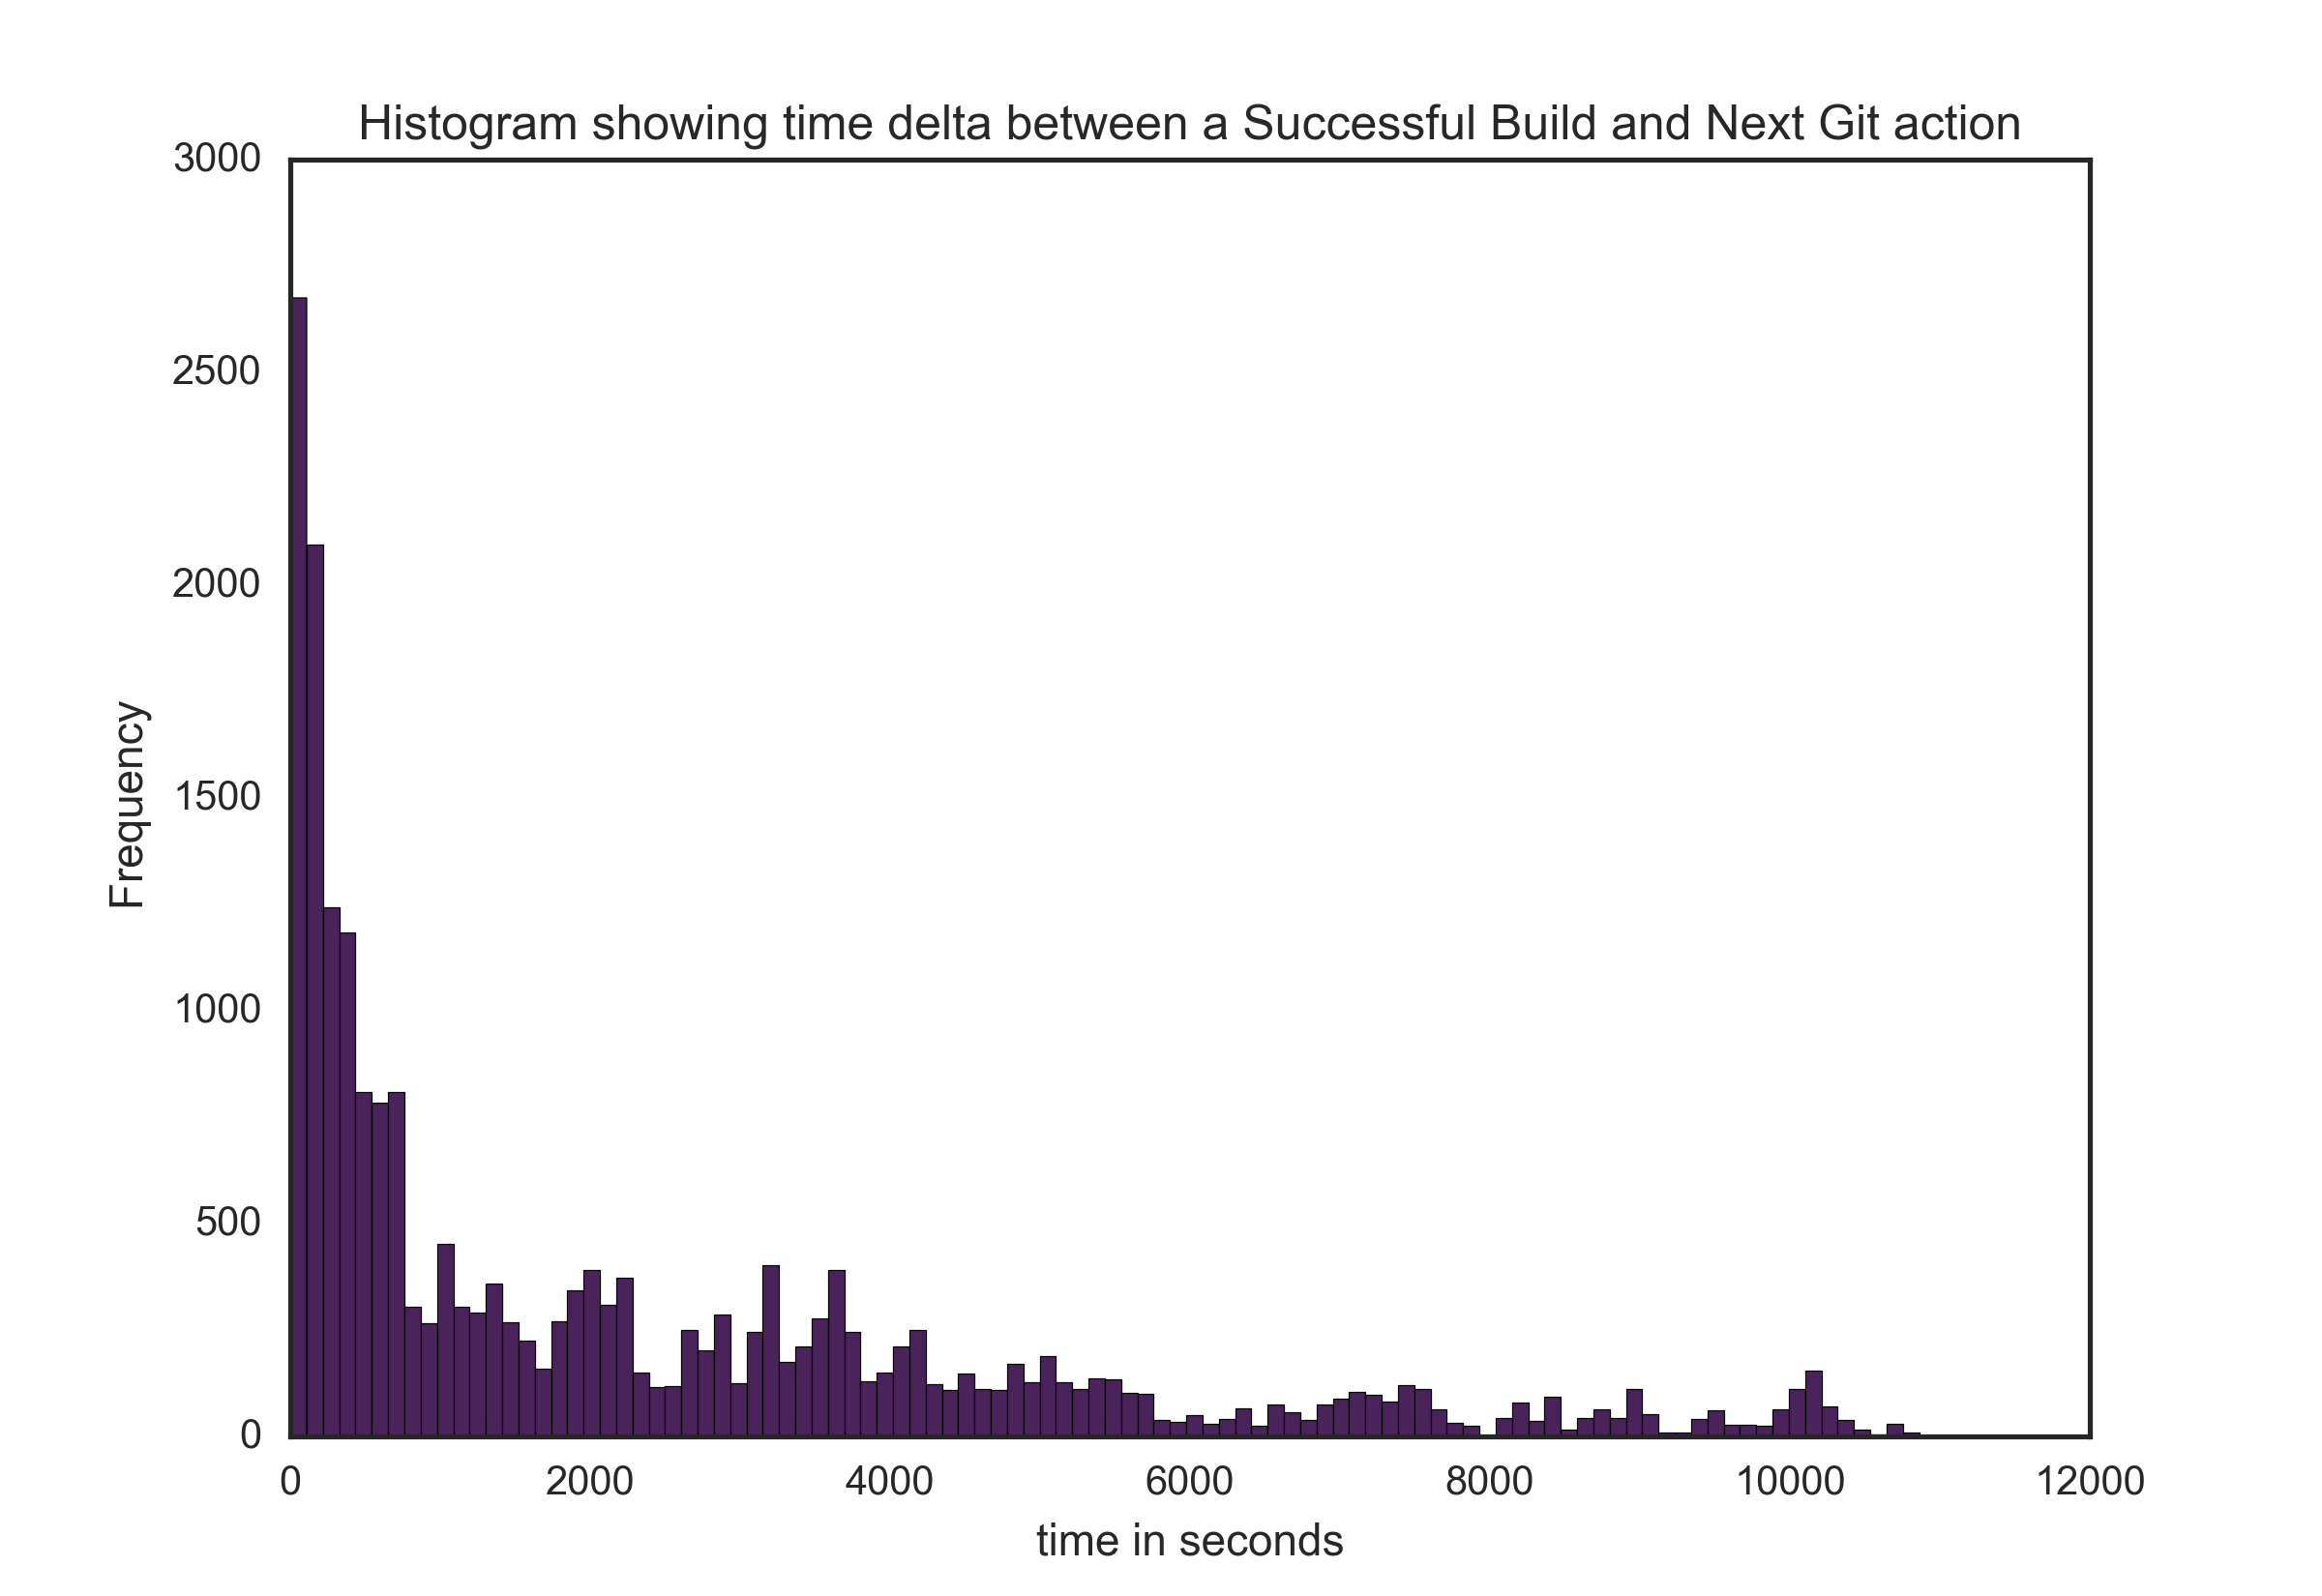 Histogram showing time delta between a Successful Build and Next Git action
3000
2500
2000
1500
1000
500
0
Frequency
0 2000 4000 6000 8000 10000 12000
time in seconds